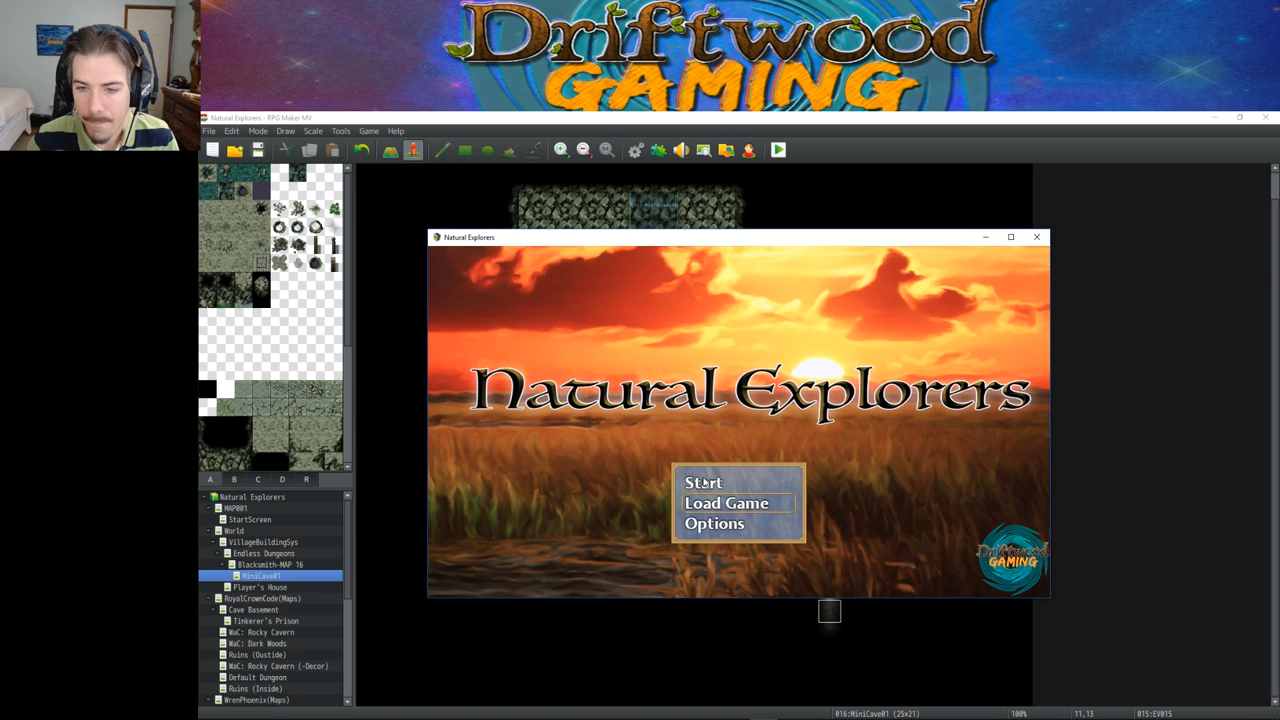 Driftwood
GAMING
Natural Explorers - RPG Maker MV
File Edit Mode Draw Scale Tools Game Help
Natural Explorers
Natural Explorers
Start
Load Game
Options
Driftwood
GAMING
A B C D R
Natural Explorers
MAP001
StartScreen
World
VillageBuildingSys
Endless Dungeons
Blacksmith-MAP 16
MiniCave01
Player's House
RoyalCrownCode(Maps)
Cave Basement
Tinkerer's Prison
WaC: Rocky Cavern
WaC: Dark Woods
Ruins (Oustide)
WaC: Rocky Cavern (-Decor)
Default Dungeon
Ruins (Inside)
WrenPhoenix(Maps)
016:MiniCave01 (25x21) 100% 11,13 015:EV015